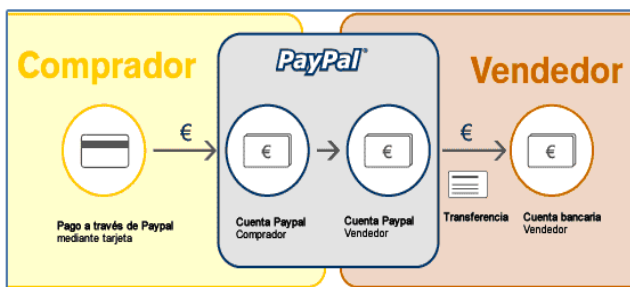 Comprador
PayPal
Vendedor
€
€
€
€
€
Pago a través de Paypal
mediante tarjeta
Cuenta Paypal
Comprador
Cuenta Paypal
Vendedor
Transferencia
Cuenta bancaria
Vendedor